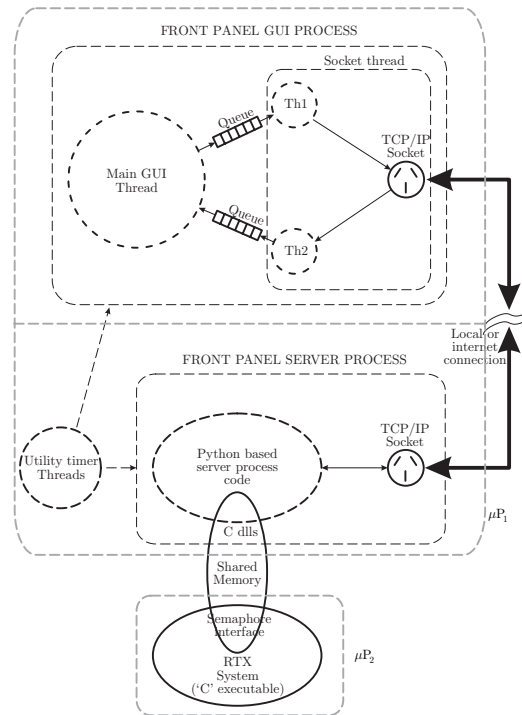 FRONT PANEL GUI PROCESS
Socket thread
Queue
Th1
TCP/IP
Socket
Main GUI
Thread
Queue
Th2
Local or
internet
connection
FRONT PANEL SERVER PROCESS
TCP/IP
Socket
Python based
server process
code
Utility timer
Threads
C dlls
μP1
Shared
Memory
Semaphore
interface
RTX
System
(‘C’ executable)
μP2